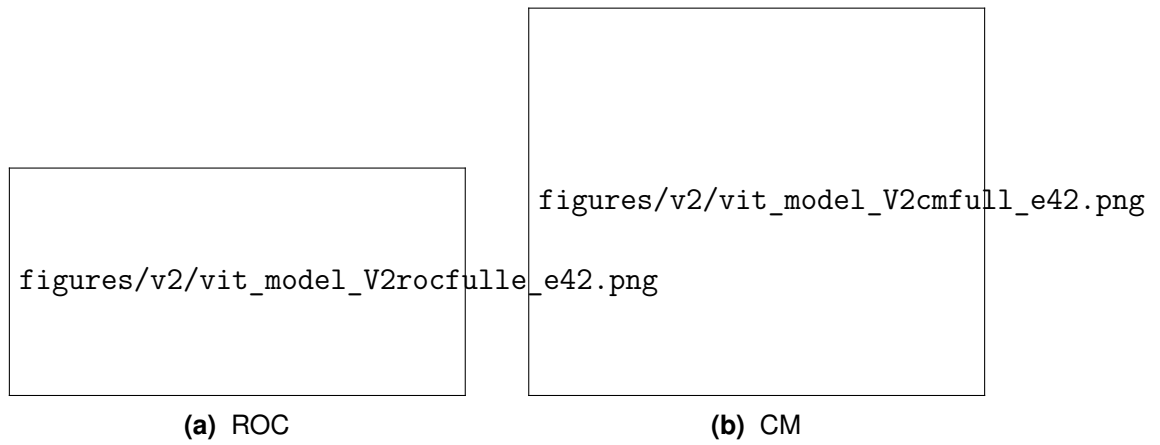 figures/v2/vit_model_V2rocfulle_e42.png
(a) ROC
figures/v2/vit_model_V2cmfull_e42.png
(b) CM